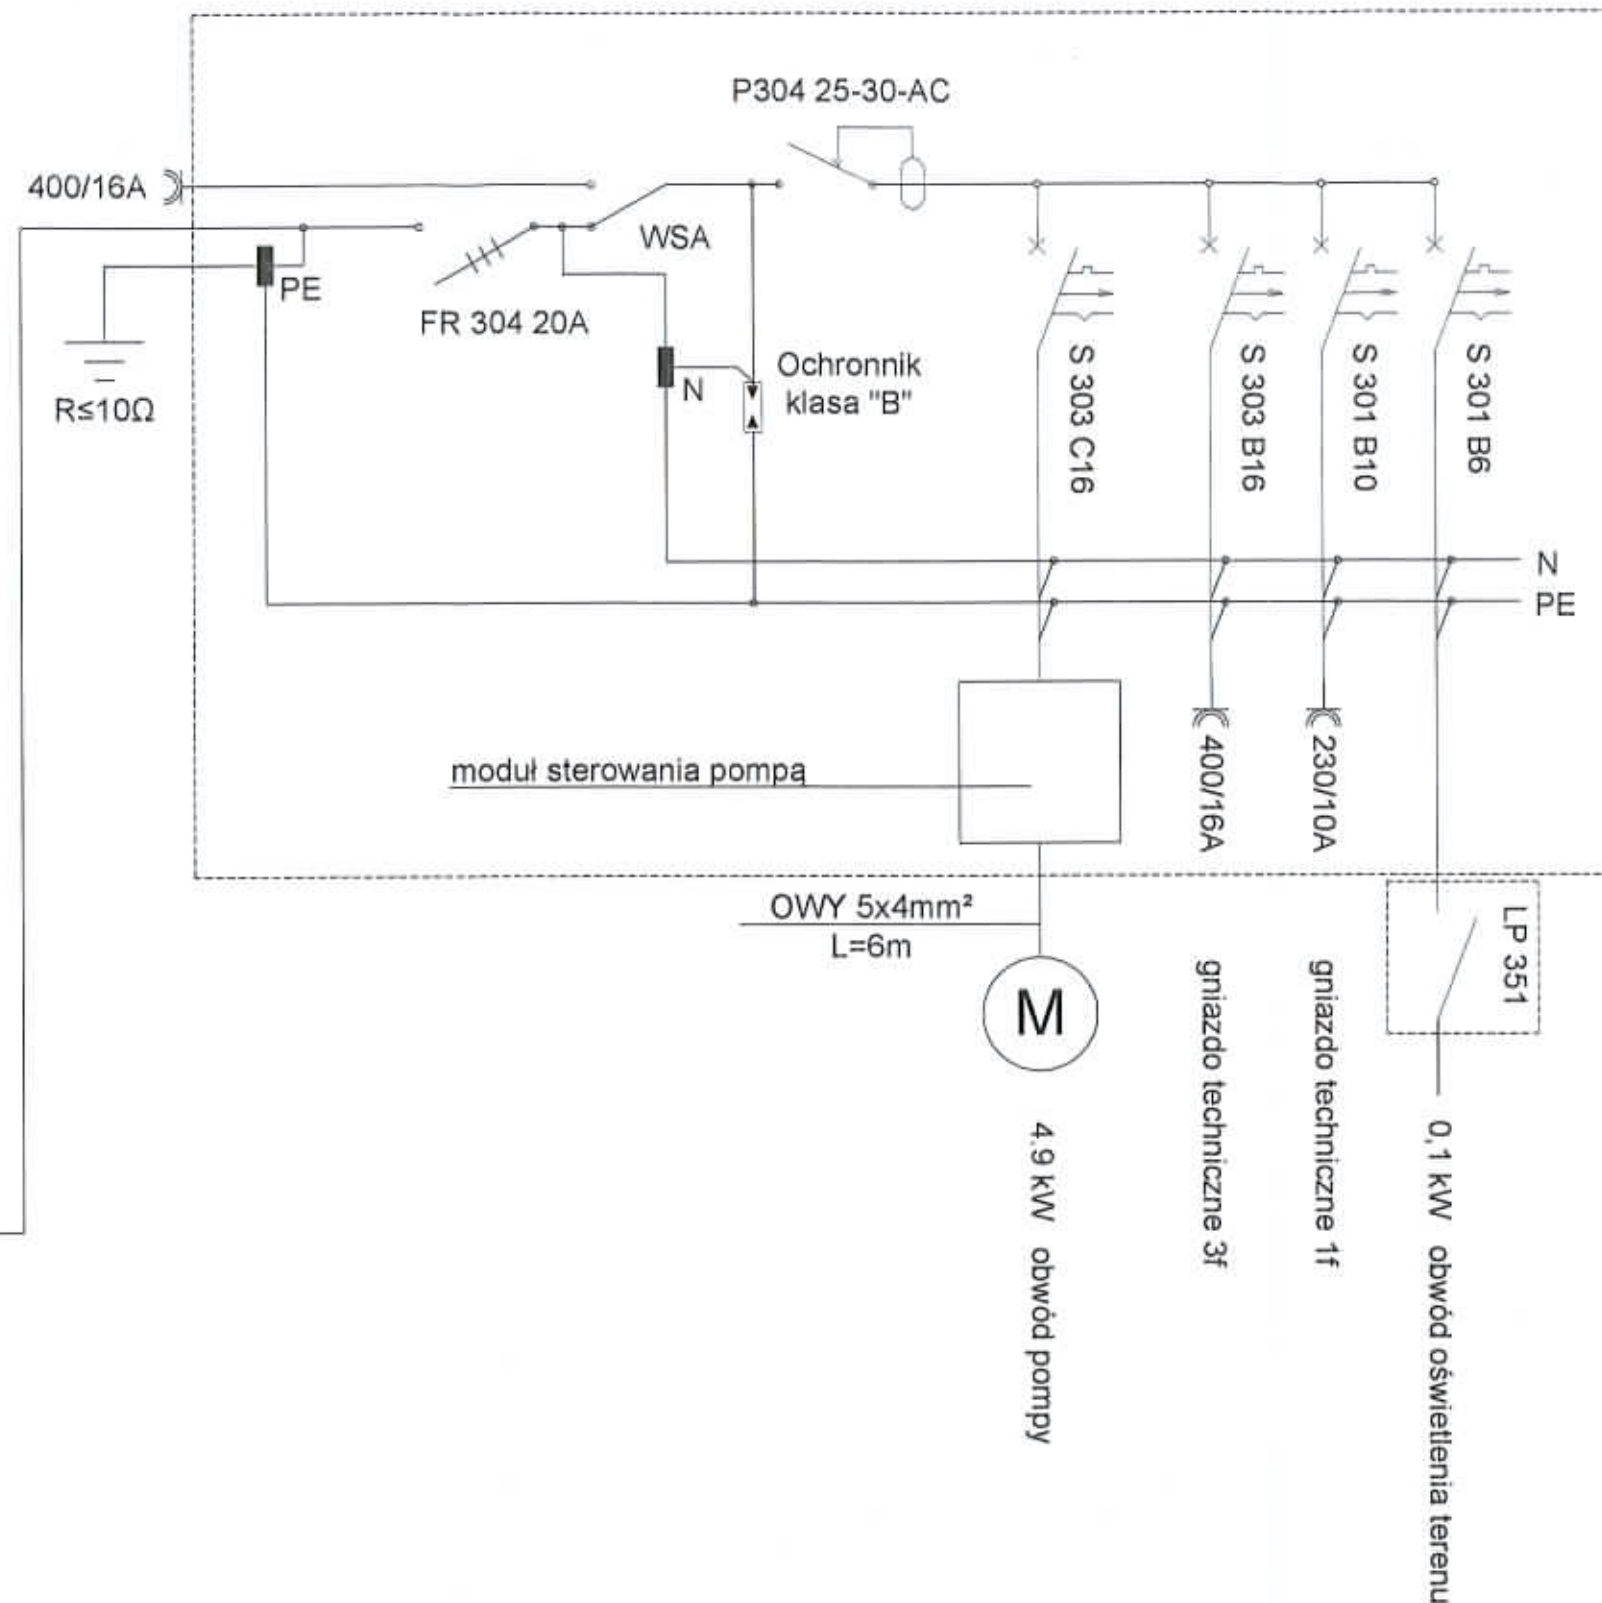 P304 25-30-AC
400/16A
WSA
PE
FR 304 20A
R≤10Ω
N
Ochronnik
klasa "B"
S 303 C16
S 303 B16
S 301 B10
S 301 B6
N
PE
moduł sterowania pompą
400/16A
230/10A
OWY 5x4mm²
L=6m
LP 351
M
4.9 kW obwód pompy
gniazdo techniczne 3f
gniazdo techniczne 1f
0,1 kW obwód oświetlenia terenu